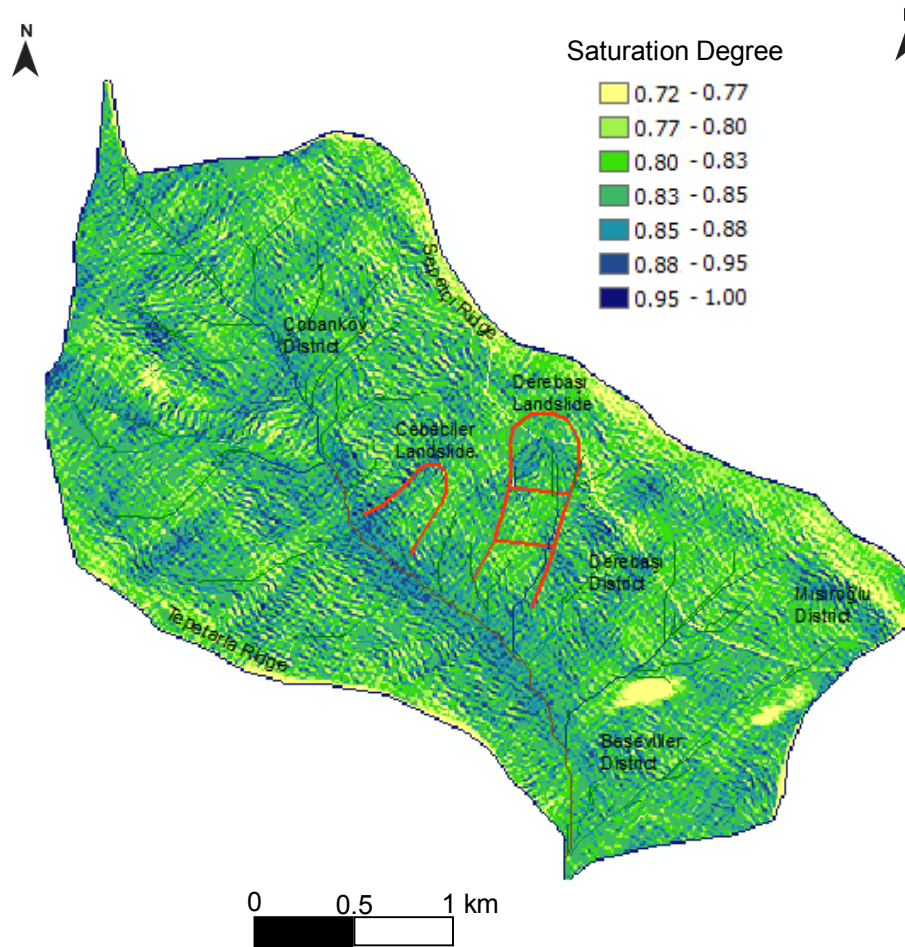 N
Saturation Degree
0.72 - 0.77
0.77 - 0.80
0.80 - 0.83
0.83 - 0.85
0.85 - 0.88
0.88 - 0.95
0.95 - 1.00
Sepetçi Ridge
Çobanköy
District
Derebaşı
Landslide
Cebeciler
Landslide
Derebaşı
District
Mısıroğlu
District
Tepetarla Ridge
Beşevliler
District
0 0.5 1 km